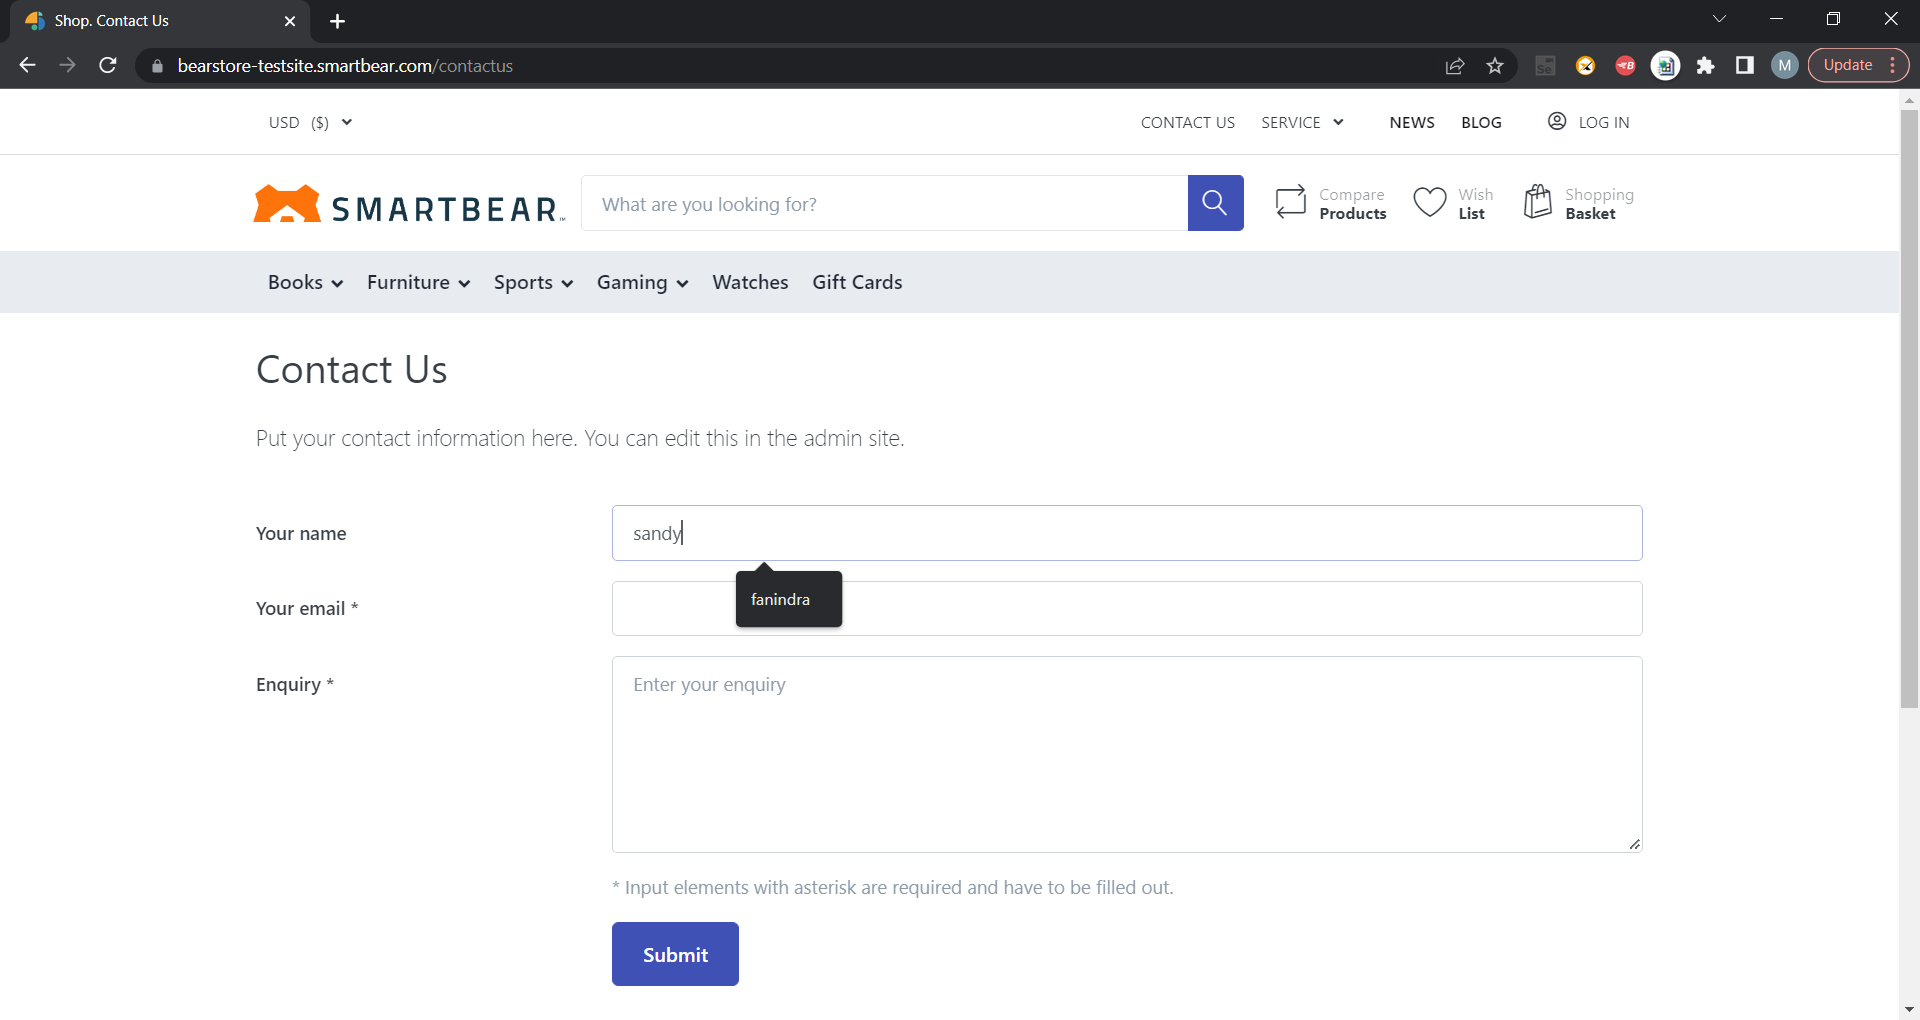 Shop. Contact Us
bearstore-testsite.smartbear.com/contactus
Se
B
M
Update
USD ($)
CONTACT US
SERVICE
NEWS
BLOG
LOG IN
SMARTBEAR™
What are you looking for?
Compare
Products
Wish
List
Shopping
Basket
Books
Furniture
Sports
Gaming
Watches
Gift Cards
Contact Us
Put your contact information here. You can edit this in the admin site.
Your name
sandy
fanindra
Your email *
Enquiry *
Enter your enquiry
* Input elements with asterisk are required and have to be filled out.
Submit